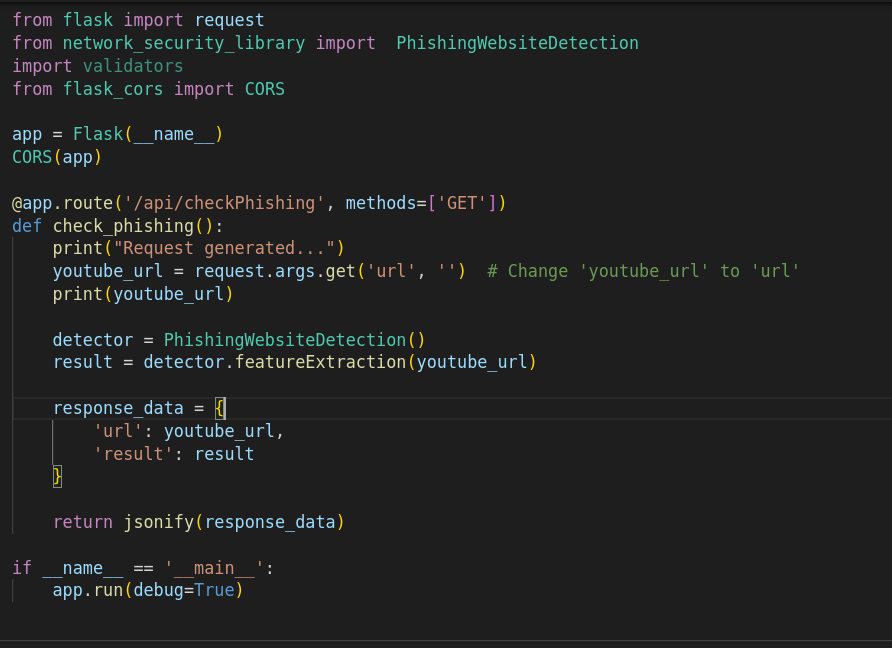 from flask import request
from network_security_library import  PhishingWebsiteDetection
import validators
from flask_cors import CORS

app = Flask(__name__)
CORS(app)

@app.route('/api/checkPhishing', methods=['GET'])
def check_phishing():
    print("Request generated...")
    youtube_url = request.args.get('url', '')  # Change 'youtube_url' to 'url'
    print(youtube_url)

    detector = PhishingWebsiteDetection()
    result = detector.featureExtraction(youtube_url)

    response_data = {
        'url': youtube_url,
        'result': result
    }

    return jsonify(response_data)

if __name__ == '__main__':
    app.run(debug=True)